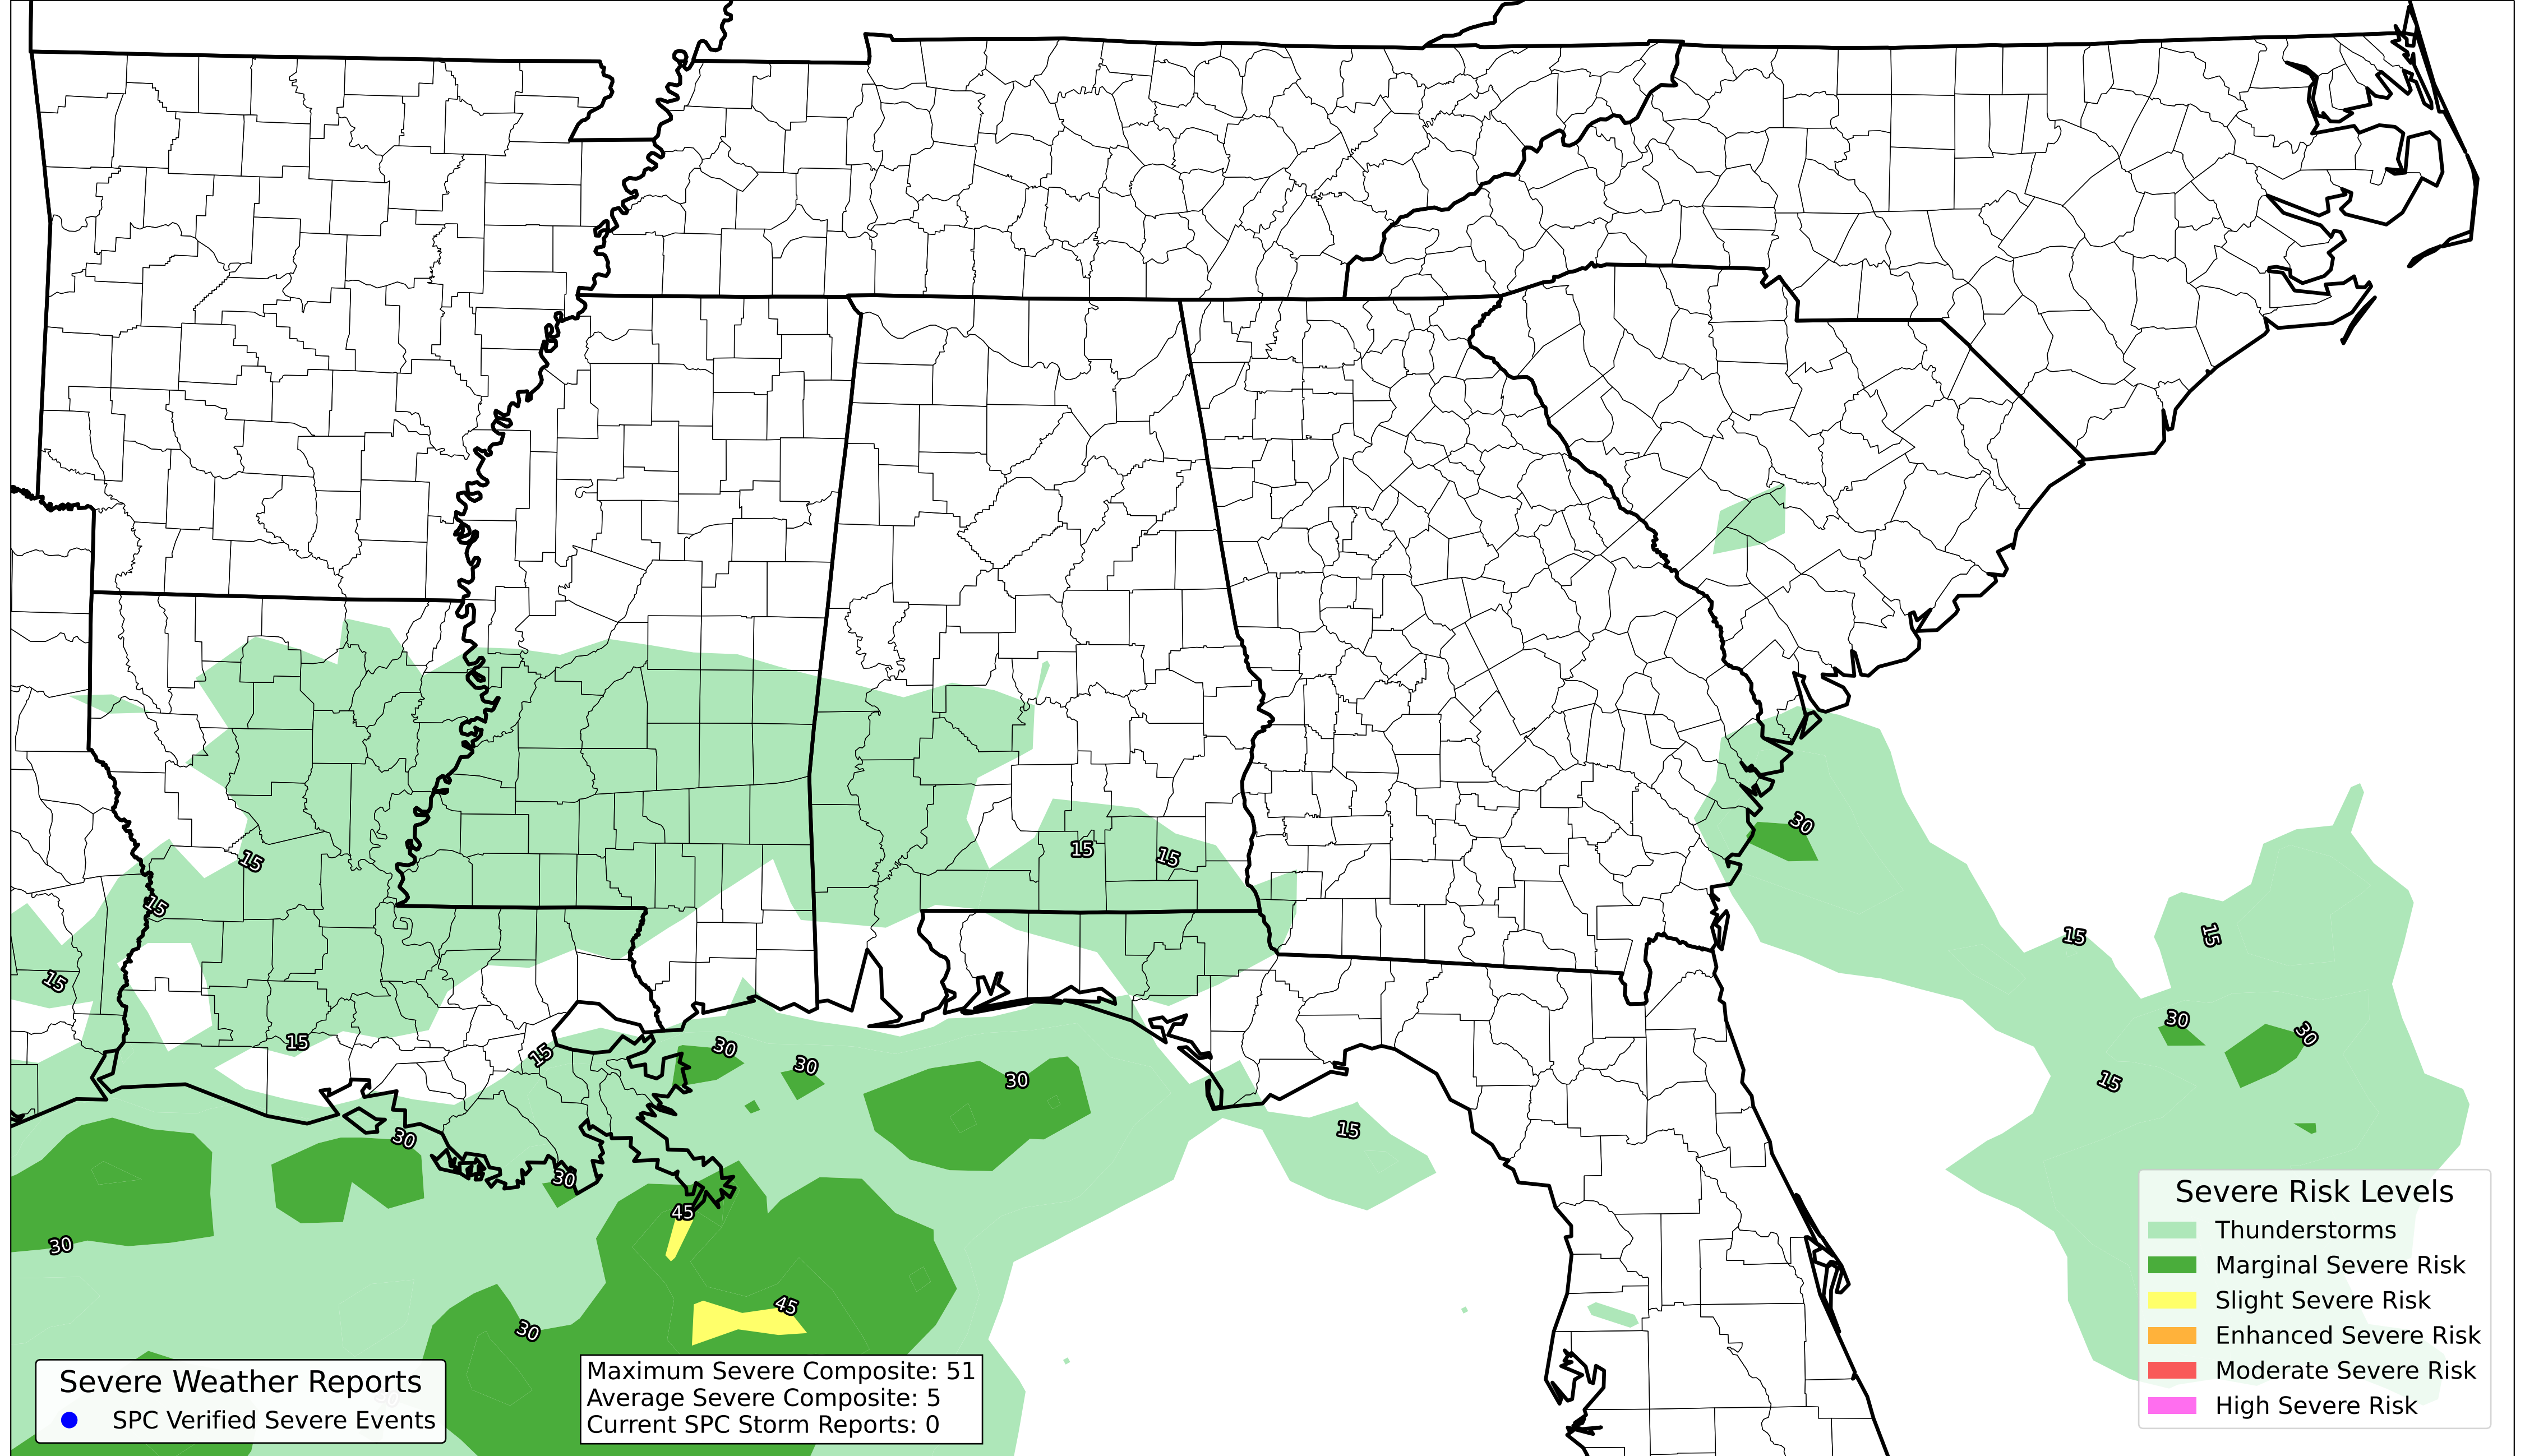 15
15
15
30
15
15
15
15
15
30
30
30
15
30
30
30
15
15
30
30
45
30
45
30
Severe Risk Levels
Thunderstorms
Marginal Severe Risk
Slight Severe Risk
Enhanced Severe Risk
Moderate Severe Risk
High Severe Risk
Severe Weather Reports
SPC Verified Severe Events
Maximum Severe Composite: 51
Average Severe Composite: 5
Current SPC Storm Reports: 0